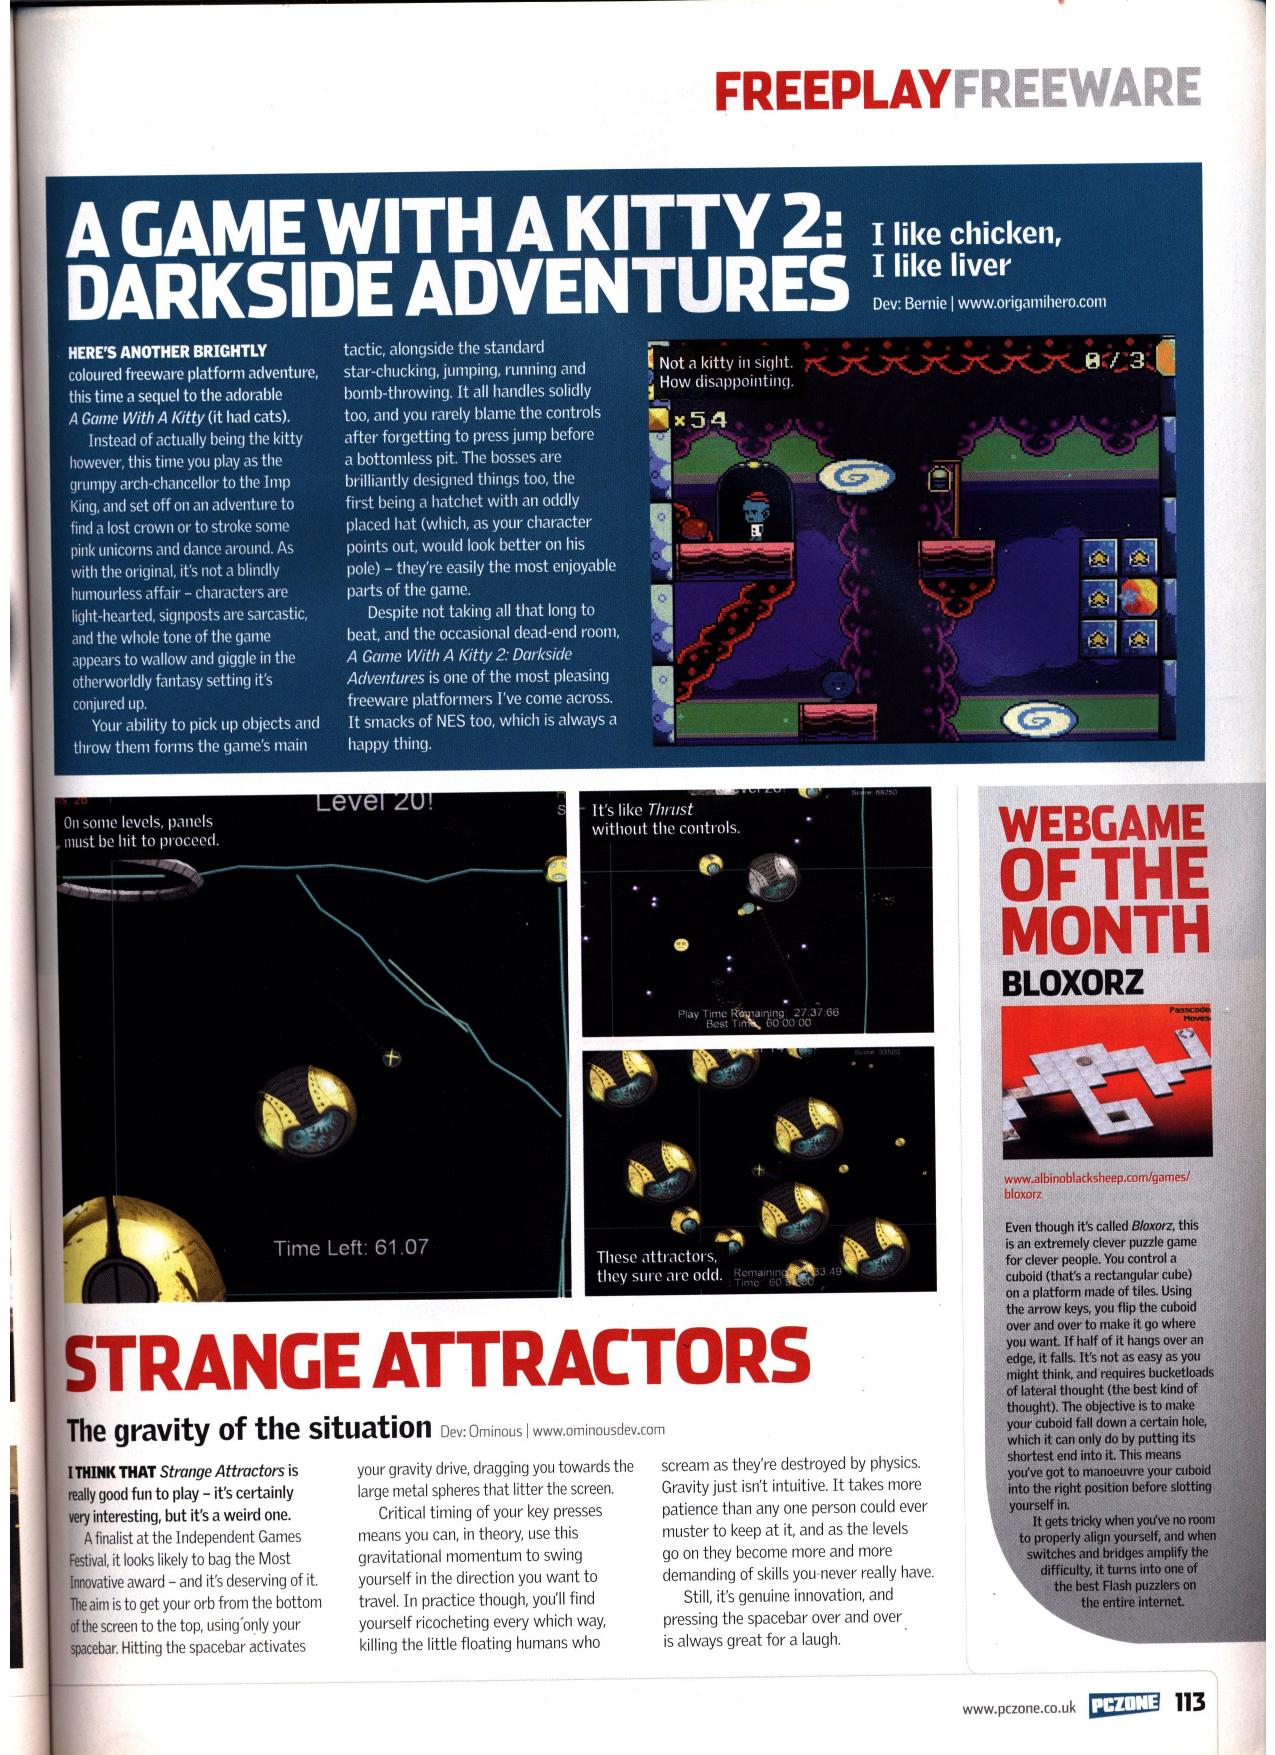 FREEPLAYFREEWARE
A GAME WITH A KITTY 2:
DARKSIDE ADVENTURES
I like chicken,
I like liver
Dev: Bernie | www.origamihero.com
HERE'S ANOTHER BRIGHTLY
coloured freeware platform adventure,
this time a sequel to the adorable
A Game With A Kitty (it had cats).
Instead of actually being the kitty
however, this time you play as the
grumpy arch-chancellor to the Imp
King, and set off on an adventure to
find a lost crown or to stroke some
pink unicorns and dance around. As
with the original, it's not a blindly
humourless affair – characters are
light-hearted, signposts are sarcastic,
and the whole tone of the game
appears to wallow and giggle in the
otherworldly fantasy setting it's
conjured up.
Your ability to pick up objects and
throw them forms the game's main
tactic, alongside the standard
star-chucking, jumping, running and
bomb-throwing. It all handles solidly
too, and you rarely blame the controls
after forgetting to press jump before
a bottomless pit. The bosses are
brilliantly designed things too, the
first being a hatchet with an oddly
placed hat (which, as your character
points out, would look better on his
pole) – they're easily the most enjoyable
parts of the game.
Despite not taking all that long to
beat, and the occasional dead-end room,
A Game With A Kitty 2: Darkside
Adventures is one of the most pleasing
freeware platformers I've come across.
It smacks of NES too, which is always a
happy thing.
Not a kitty in sight.
How disappointing.
0/3
×54
Level 20!
On some levels, panels
must be hit to proceed.
Time Left: 61.07
It's like Thrust
without the controls.
Play Time Remaining: 27:37.66
Best Time 60:00:00
Score 33500
These attractors,
they sure are odd.
STRANGE ATTRACTORS
The gravity of the situation Dev: Ominous | www.ominousdev.com
I THINK THAT Strange Attractors is
really good fun to play – it's certainly
very interesting, but it's a weird one.
A finalist at the Independent Games
Festival, it looks likely to bag the Most
Innovative award – and it's deserving of it.
The aim is to get your orb from the bottom
of the screen to the top, using only your
spacebar. Hitting the spacebar activates
your gravity drive, dragging you towards the
large metal spheres that litter the screen.
Critical timing of your key presses
means you can, in theory, use this
gravitational momentum to swing
yourself in the direction you want to
travel. In practice though, you'll find
yourself ricocheting every which way,
killing the little floating humans who
scream as they're destroyed by physics.
Gravity just isn't intuitive. It takes more
patience than any one person could ever
muster to keep at it, and as the levels
go on they become more and more
demanding of skills you never really have.
Still, it's genuine innovation, and
pressing the spacebar over and over
is always great for a laugh.
WEBGAME
OF THE
MONTH
BLOXORZ
Passcode
Moves
www.albinoblacksheep.com/games/
bloxorz
Even though it's called Bloxorz, this
is an extremely clever puzzle game
for clever people. You control a
cuboid (that's a rectangular cube)
on a platform made of tiles. Using
the arrow keys, you flip the cuboid
over and over to make it go where
you want. If half of it hangs over an
edge, it falls. It's not as easy as you
might think, and requires bucketloads
of lateral thought (the best kind of
thought). The objective is to make
your cuboid fall down a certain hole,
which it can only do by putting its
shortest end into it. This means
you've got to manoeuvre your cuboid
into the right position before slotting
yourself in.
It gets tricky when you've no room
to properly align yourself, and when
switches and bridges amplify the
difficulty, it turns into one of
the best Flash puzzlers on
the entire internet.
www.pczone.co.uk PCZONE 113